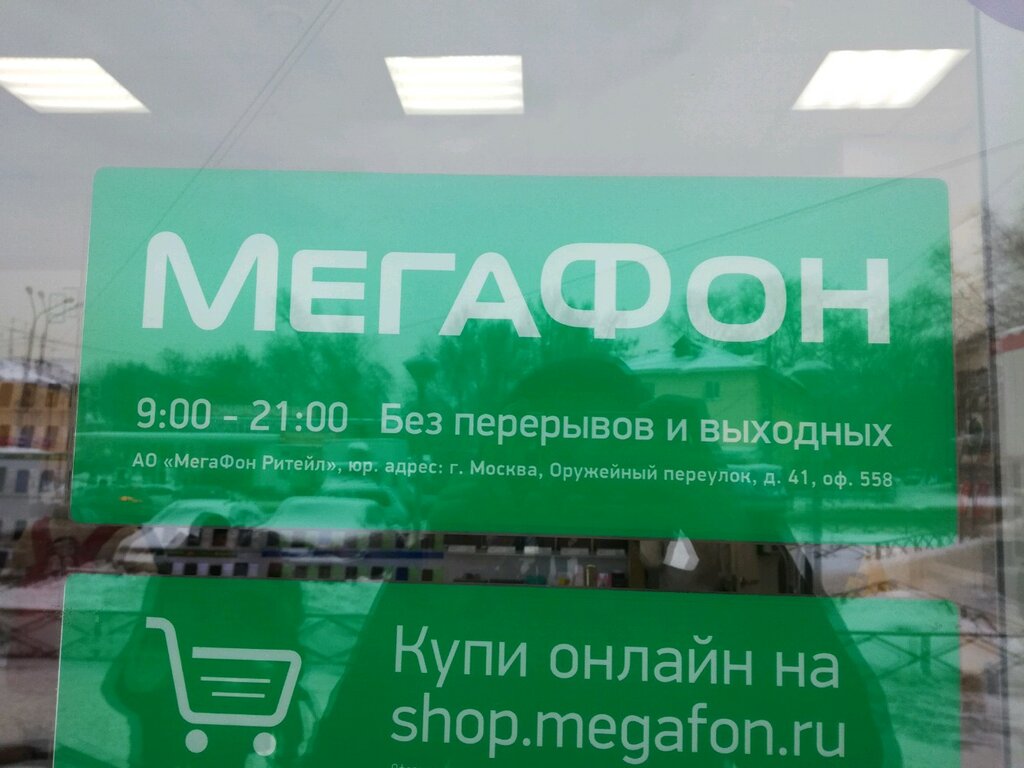 МЕГАФОН
9:00 - 21:00 Без перерывов и выходных
АО «МегаФон Ритейл», юр. адрес: г. Москва, Оружейный переулок, д. 41, оф. 558
Купи онлайн на
shop.megafon.ru